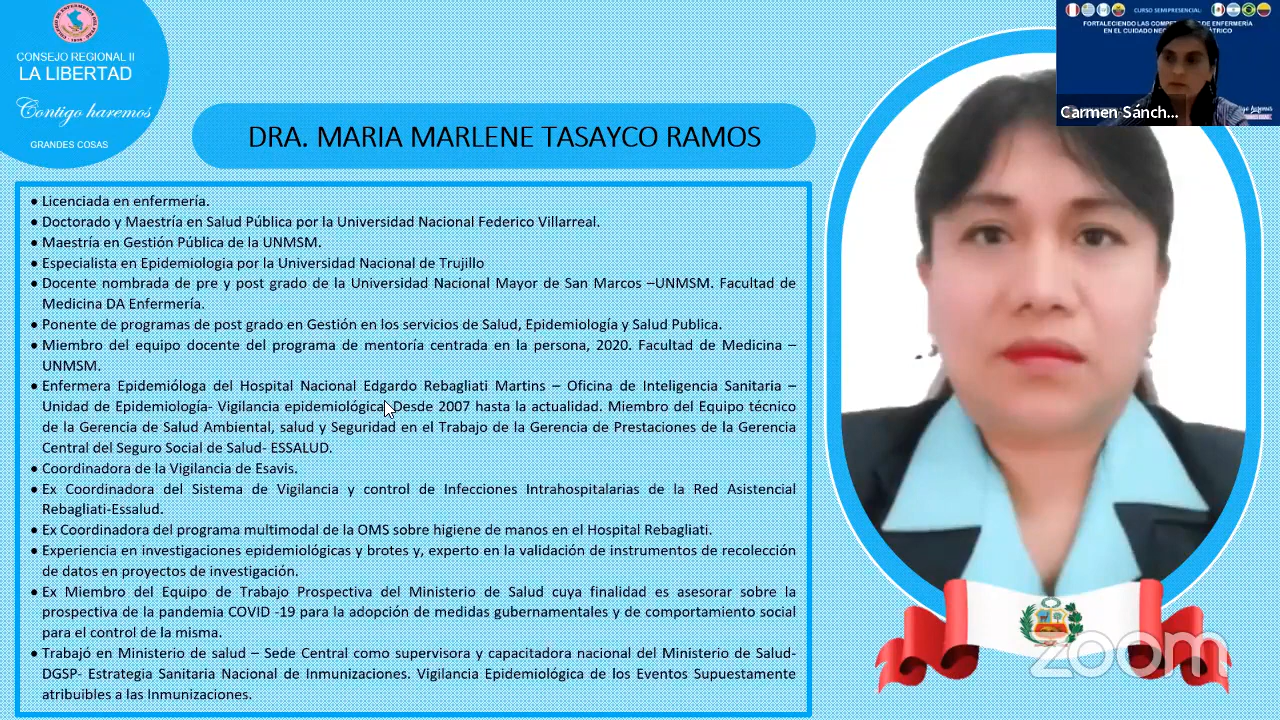 COLEGIO DE ENFERMEROS DEL PERÚ
CONSEJO REGIONAL II
LA LIBERTAD
Contigo haremos
GRANDES COSAS
DRA. MARIA MARLENE TASAYCO RAMOS
• Licenciada en enfermería.
• Doctorado y Maestría en Salud Pública por la Universidad Nacional Federico Villarreal.
• Maestría en Gestión Pública de la UNMSM.
• Especialista en Epidemiologia por la Universidad Nacional de Trujillo
• Docente nombrada de pre y post grado de la Universidad Nacional Mayor de San Marcos –UNMSM. Facultad de
Medicina DA Enfermería.
• Ponente de programas de post grado en Gestión en los servicios de Salud, Epidemiología y Salud Publica.
• Miembro del equipo docente del programa de mentoría centrada en la persona, 2020. Facultad de Medicina –
UNMSM.
• Enfermera Epidemióloga del Hospital Nacional Edgardo Rebagliati Martins – Oficina de Inteligencia Sanitaria –
Unidad de Epidemiología- Vigilancia epidemiológica. Desde 2007 hasta la actualidad. Miembro del Equipo técnico
de la Gerencia de Salud Ambiental, salud y Seguridad en el Trabajo de la Gerencia de Prestaciones de la Gerencia
Central del Seguro Social de Salud- ESSALUD.
• Coordinadora de la Vigilancia de Esavis.
• Ex Coordinadora del Sistema de Vigilancia y control de Infecciones Intrahospitalarias de la Red Asistencial
Rebagliati-Essalud.
• Ex Coordinadora del programa multimodal de la OMS sobre higiene de manos en el Hospital Rebagliati.
• Experiencia en investigaciones epidemiológicas y brotes y, experto en la validación de instrumentos de recolección
de datos en proyectos de investigación.
• Ex Miembro del Equipo de Trabajo Prospectiva del Ministerio de Salud cuya finalidad es asesorar sobre la
prospectiva de la pandemia COVID -19 para la adopción de medidas gubernamentales y de comportamiento social
para el control de la misma.
• Trabajó en Ministerio de salud – Sede Central como supervisora y capacitadora nacional del Ministerio de Salud-
DGSP- Estrategia Sanitaria Nacional de Inmunizaciones. Vigilancia Epidemiológica de los Eventos Supuestamente
atribuibles a las Inmunizaciones.
CURSO SEMIPRESENCIAL:
FORTALECIENDO LAS COMPE DE ENFERMERÍA
EN EL CUIDADO NEO
Carmen Sánch...
zoom